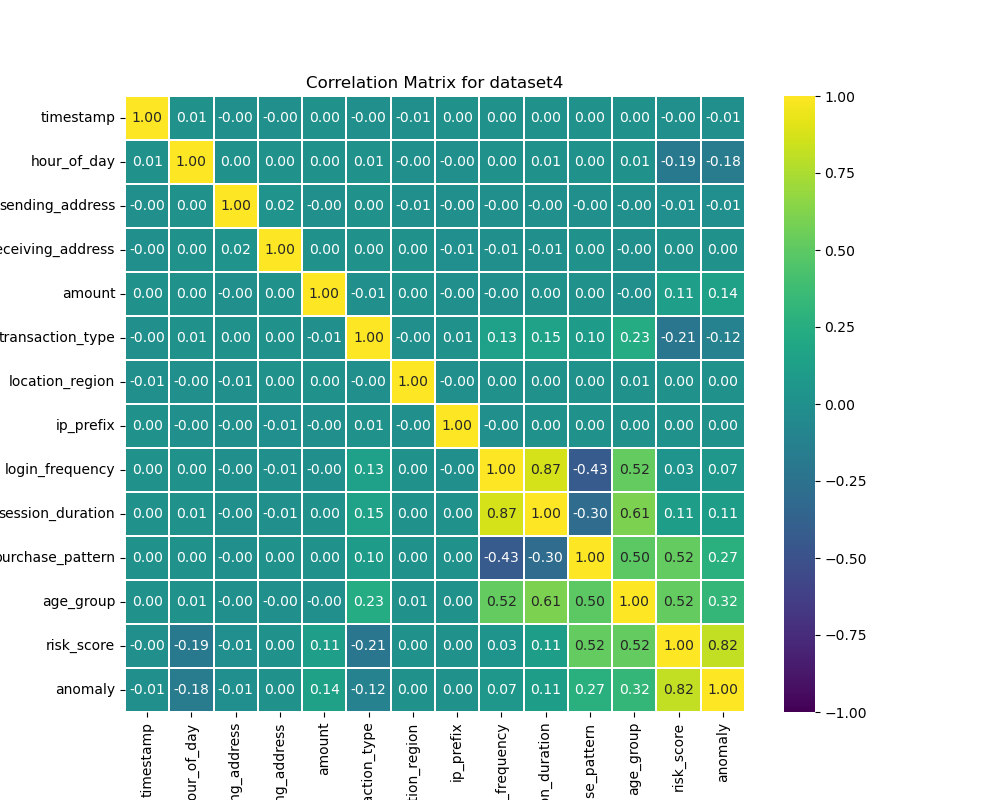 Correlation Matrix for dataset4
timestamp 1.00 0.01 -0.00 -0.00 0.00 -0.00 -0.01 0.00 0.00 0.00 0.00 0.00 -0.00 -0.01
hour_of_day 0.01 1.00 0.00 0.00 0.00 0.01 -0.00 -0.00 0.00 0.01 0.00 0.01 -0.19 -0.18
sending_address -0.00 0.00 1.00 0.02 -0.00 0.00 -0.01 -0.00 -0.00 -0.00 -0.00 -0.00 -0.01 -0.01
eceiving_address -0.00 0.00 0.02 1.00 0.00 0.00 0.00 -0.01 -0.01 -0.01 0.00 -0.00 0.00 0.00
amount 0.00 0.00 -0.00 0.00 1.00 -0.01 0.00 -0.00 -0.00 0.00 0.00 -0.00 0.11 0.14
transaction_type -0.00 0.01 0.00 0.00 -0.01 1.00 -0.00 0.01 0.13 0.15 0.10 0.23 -0.21 -0.12
location_region -0.01 -0.00 -0.01 0.00 0.00 -0.00 1.00 -0.00 0.00 0.00 0.00 0.01 0.00 0.00
ip_prefix 0.00 -0.00 -0.00 -0.01 -0.00 0.01 -0.00 1.00 -0.00 0.00 0.00 0.00 0.00 0.00
login_frequency 0.00 0.00 -0.00 -0.01 -0.00 0.13 0.00 -0.00 1.00 0.87 -0.43 0.52 0.03 0.07
session_duration 0.00 0.01 -0.00 -0.01 0.00 0.15 0.00 0.00 0.87 1.00 -0.30 0.61 0.11 0.11
purchase_pattern 0.00 0.00 -0.00 0.00 0.00 0.10 0.00 0.00 -0.43 -0.30 1.00 0.50 0.52 0.27
age_group 0.00 0.01 -0.00 -0.00 -0.00 0.23 0.01 0.00 0.52 0.61 0.50 1.00 0.52 0.32
risk_score -0.00 -0.19 -0.01 0.00 0.11 -0.21 0.00 0.00 0.03 0.11 0.52 0.52 1.00 0.82
anomaly -0.01 -0.18 -0.01 0.00 0.14 -0.12 0.00 0.00 0.07 0.11 0.27 0.32 0.82 1.00
timestamp
our_of_day
ng_address
ng_address
amount
action_type
tion_region
ip_prefix
_frequency
on_duration
se_pattern
age_group
risk_score
anomaly
1.00
0.75
0.50
0.25
0.00
−0.25
−0.50
−0.75
−1.00